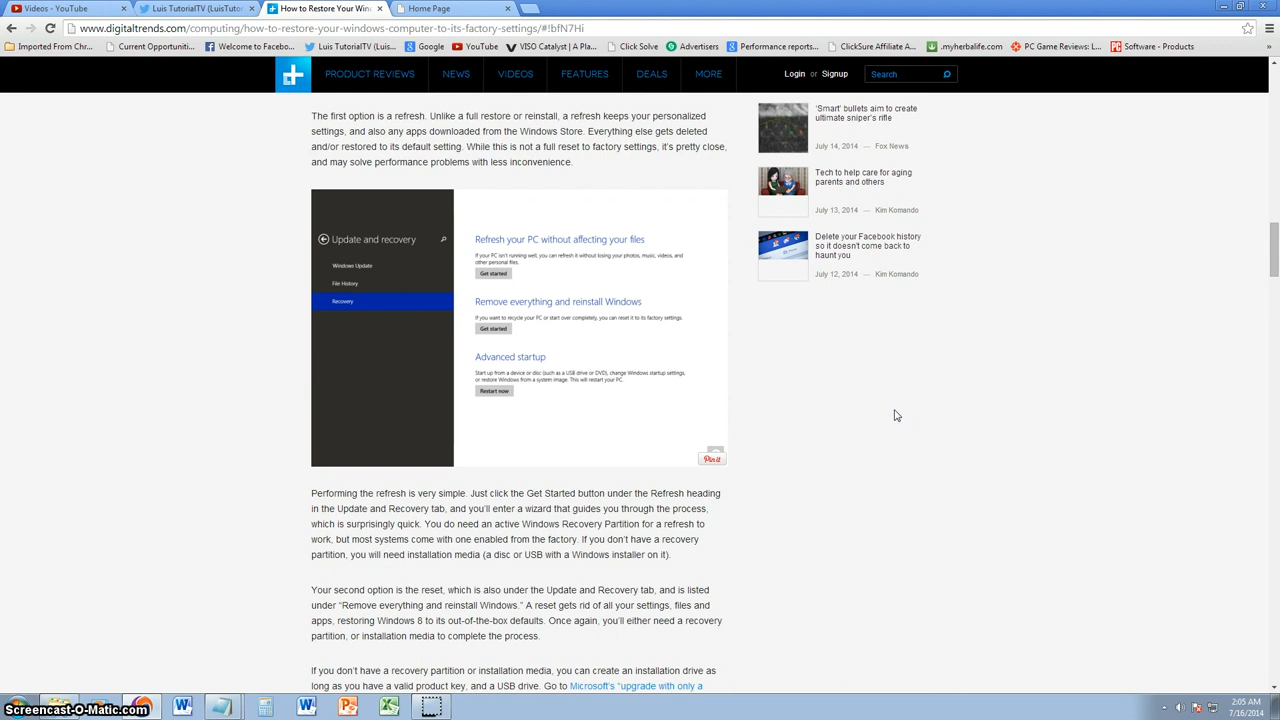 Videos - YouTube
Luis TutorialTV (LuisTuto
How to Restore Your Win
Home Page
www.digitaltrends.com/computing/how-to-restore-your-windows-computer-to-its-factory-settings/#!bfN7Hi
Imported From Chr...
Current Opportuniti...
Welcome to Facebo...
Luis TutorialTV (Luis...
Google
YouTube
VISO Catalyst | A Pow...
Click Solve
Advertisers
Performance reports...
ClickSure Affiliate A...
.myherbalife.com
PC Game Reviews: L...
Software - Products
PRODUCT REVIEWS
NEWS
VIDEOS
FEATURES
DEALS
MORE
Login or Signup
Search
The first option is a refresh. Unlike a full restore or reinstall, a refresh keeps your personalized
settings, and also any apps downloaded from the Windows Store. Everything else gets deleted
and/or restored to its default setting. While this is not a full reset to factory settings, it's pretty close,
and may solve performance problems with less inconvenience.
Update and recovery
Windows Update
File History
Recovery
Refresh your PC without affecting your files
If your PC isn't running well, you can refresh it without losing your photos, music, videos, and
other personal files.
Get started
Remove everything and reinstall Windows
If you want to recycle your PC or start over completely, you can reset it to its factory settings.
Get started
Advanced startup
Start up from a device or disc (such as a USB drive or DVD), change Windows startup settings,
or restore Windows from a system image. This will restart your PC.
Restart now
Pin it
Performing the refresh is very simple. Just click the Get Started button under the Refresh heading
in the Update and Recovery tab, and you'll enter a wizard that guides you through the process,
which is surprisingly quick. You do need an active Windows Recovery Partition for a refresh to
work, but most systems come with one enabled from the factory. If you don't have a recovery
partition, you will need installation media (a disc or USB with a Windows installer on it).
Your second option is the reset, which is also under the Update and Recovery tab, and is listed
under “Remove everything and reinstall Windows.” A reset gets rid of all your settings, files and
apps, restoring Windows 8 to its out-of-the-box defaults. Once again, you'll either need a recovery
partition, or installation media to complete the process.
If you don't have a recovery partition or installation media, you can create an installation drive as
long as you have a valid product key, and a USB drive. Go to Microsoft's “upgrade with only a
'Smart' bullets aim to create
ultimate sniper's rifle
July 14, 2014 — Fox News
Tech to help care for aging
parents and others
July 13, 2014 — Kim Komando
Delete your Facebook history
so it doesn't come back to
haunt you
July 12, 2014 — Kim Komando
Screencast-O-Matic.com
2:05 AM
7/16/2014